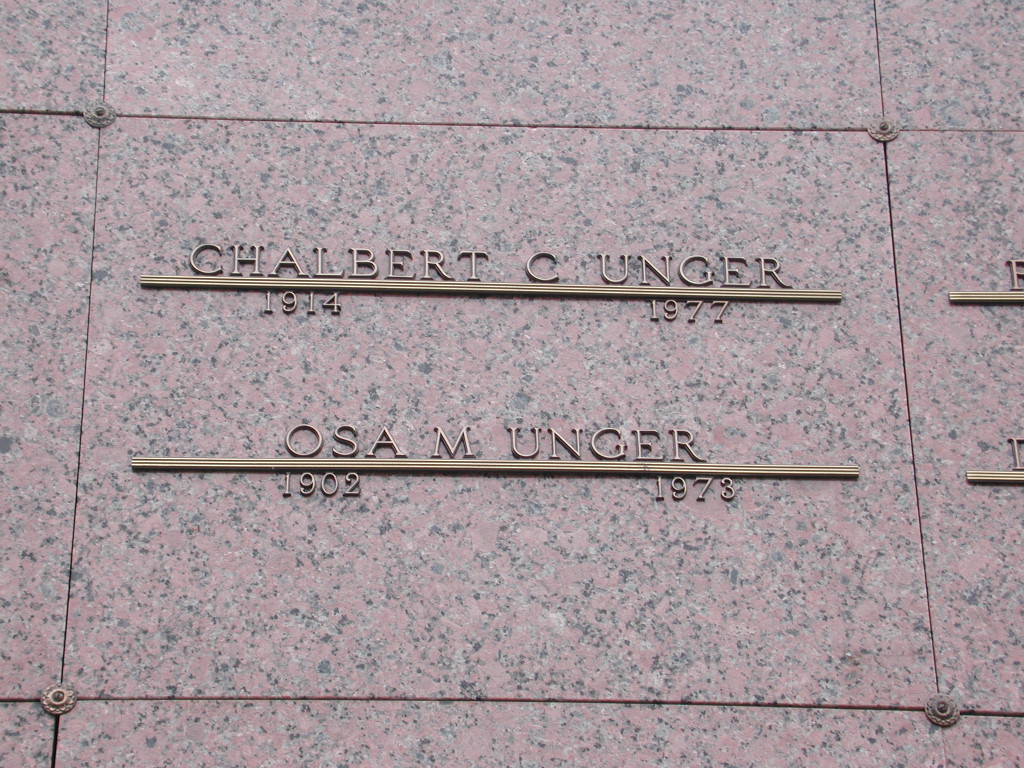 CHALBERT C UNGER
1914 1977
OSA M UNGER
1902 1973